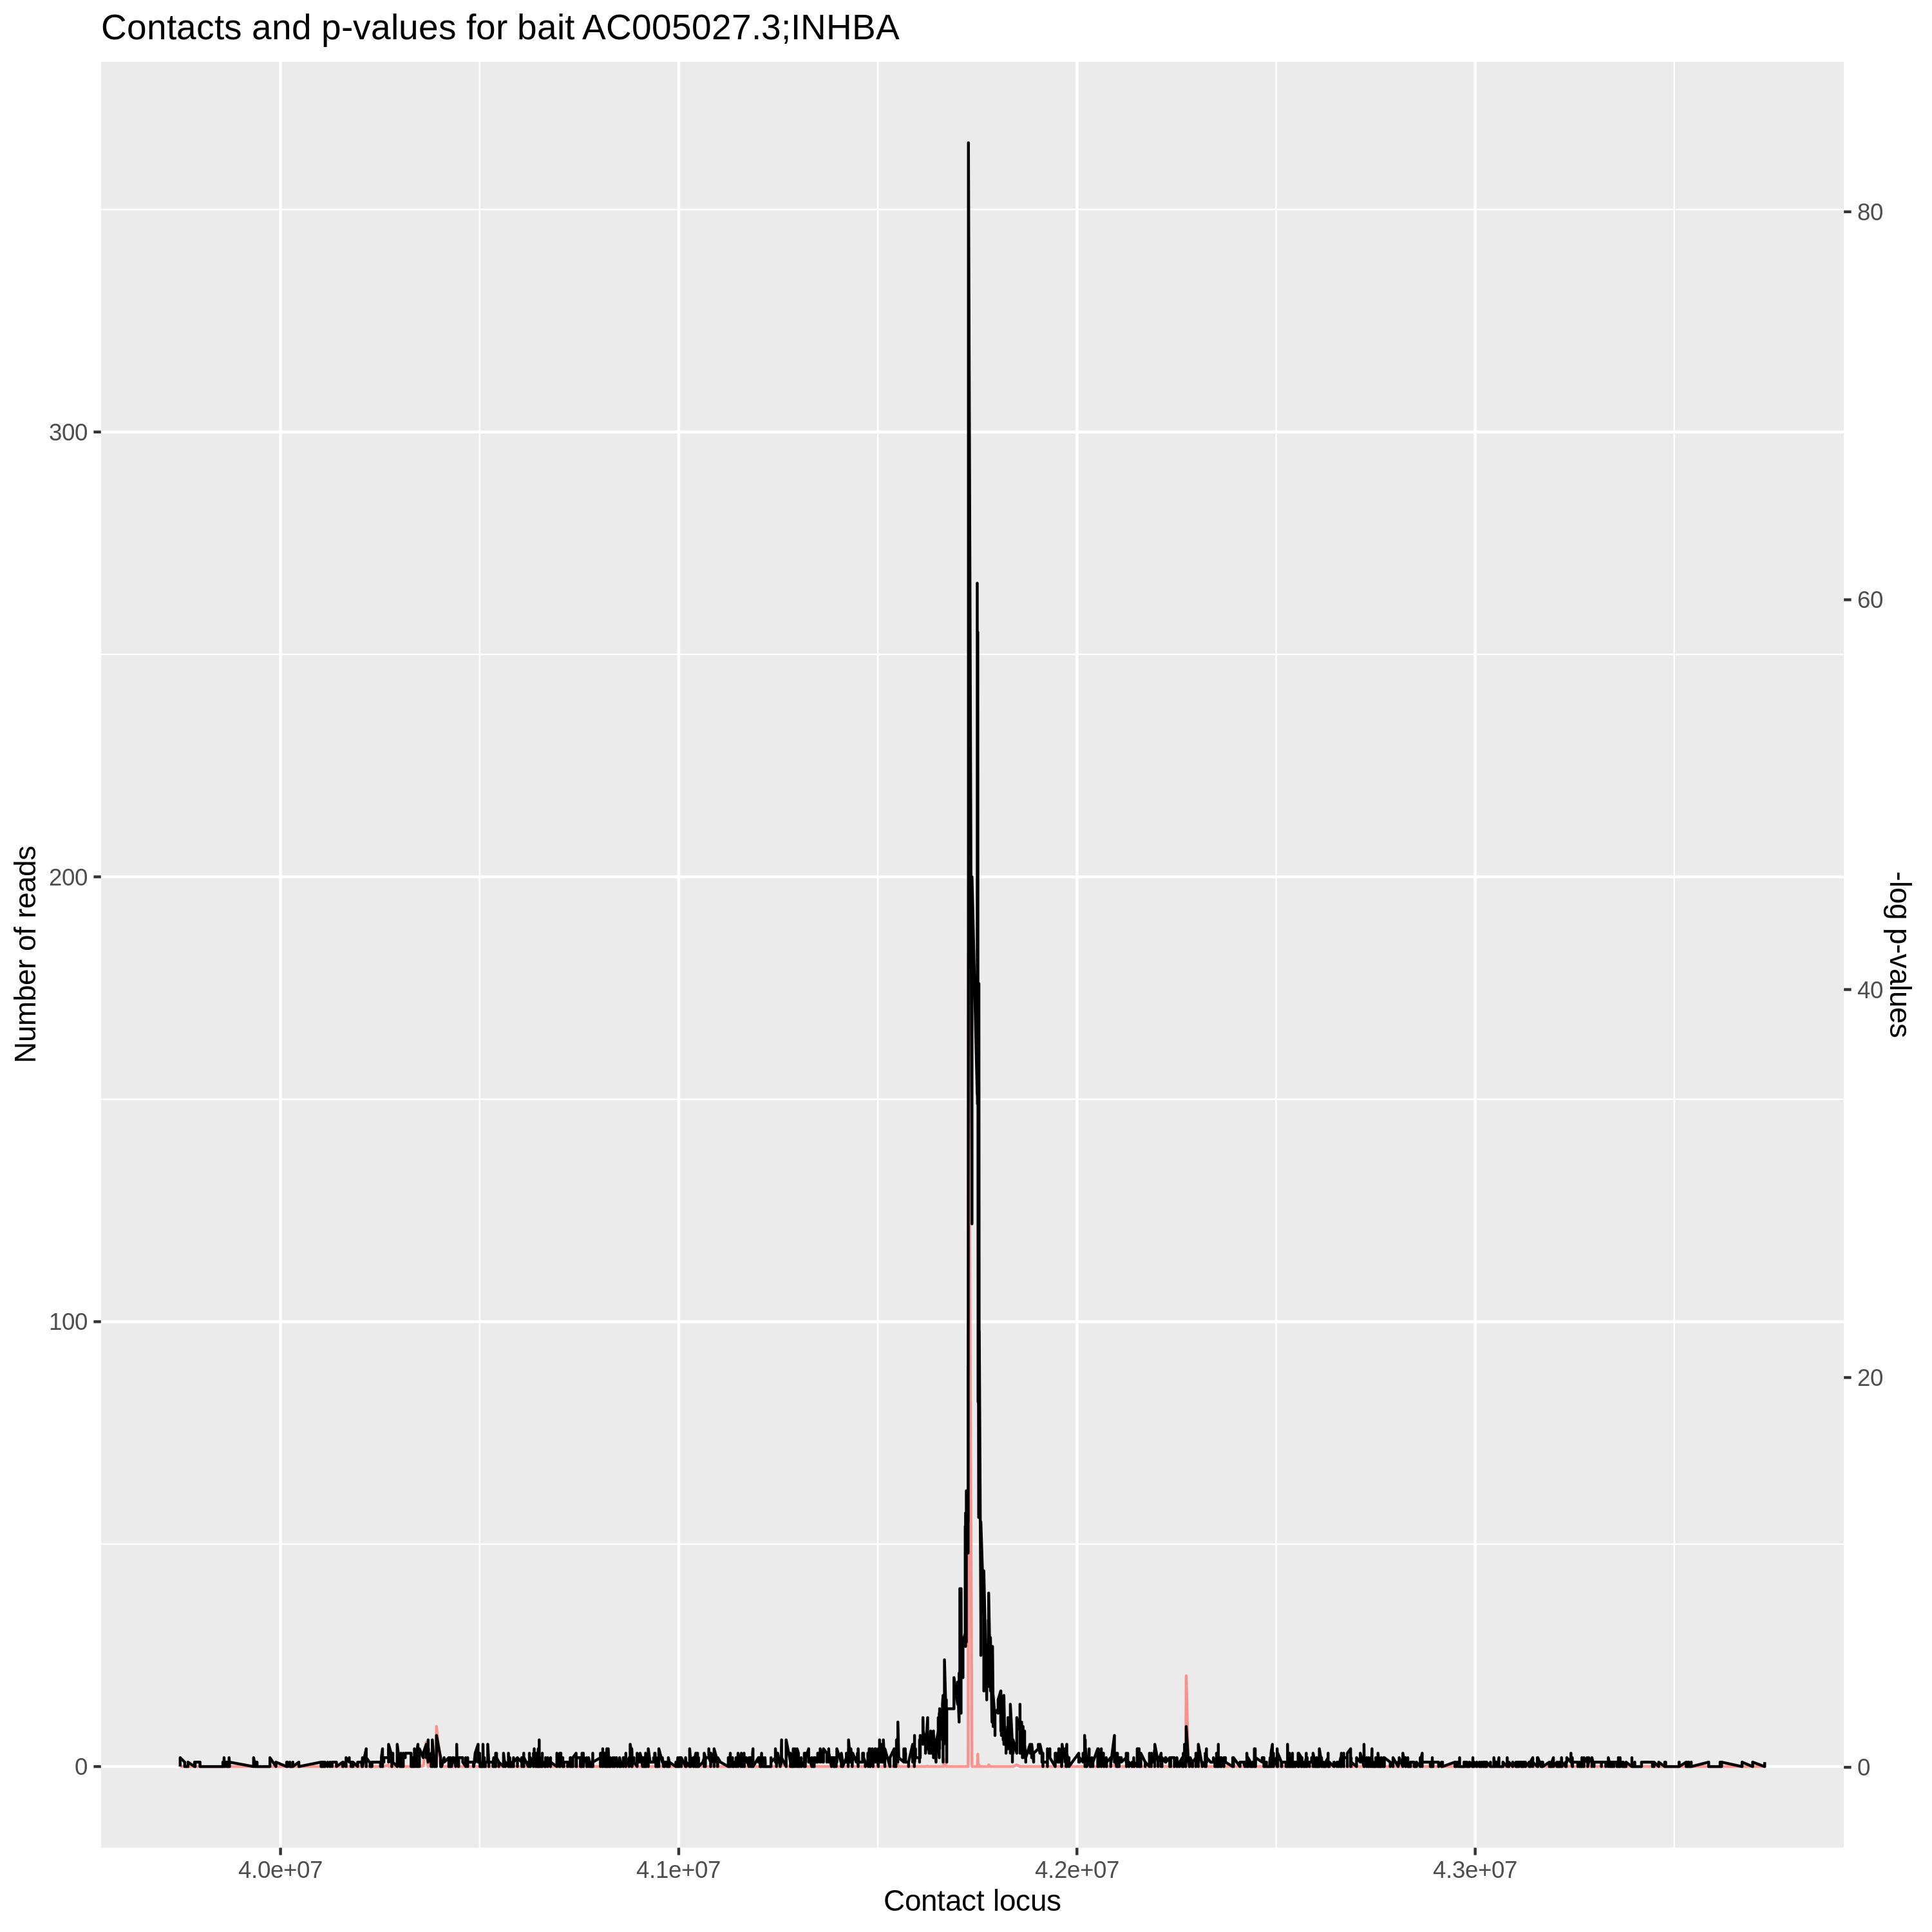 Contacts and p-values for bait AC005027.3;INHBA
Number of reads
300
200
100
0
80
60
40
20
0
-log p-values
4.0e+07 4.1e+07 4.2e+07 4.3e+07
Contact locus